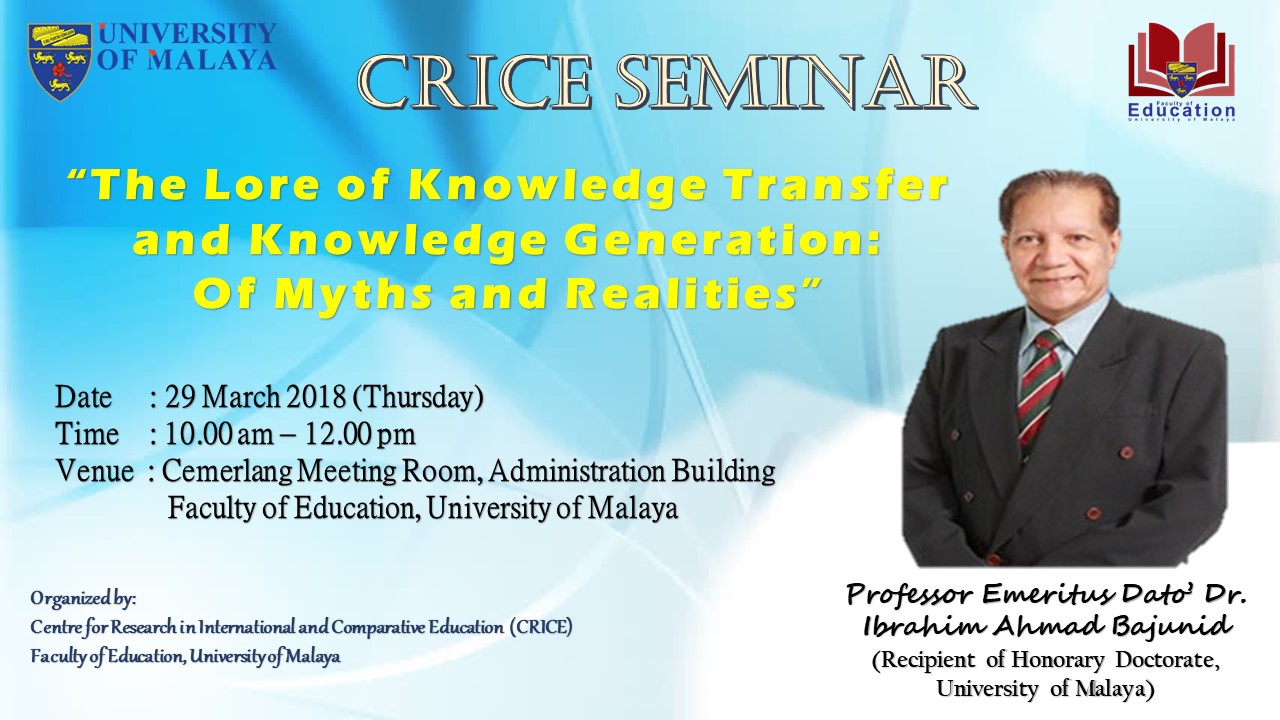 UNIVERSITY
OF MALAYA
CRICE SEMINAR
Faculty of
Education
University of Malaya
“The Lore of Knowledge Transfer
and Knowledge Generation:
Of Myths and Realities”
Date : 29 March 2018 (Thursday)
Time : 10.00 am – 12.00 pm
Venue : Cemerlang Meeting Room, Administration Building
Faculty of Education, University of Malaya
Organized by:
Centre for Research in International and Comparative Education (CRICE)
Faculty of Education, University of Malaya
Professor Emeritus Dato’ Dr.
Ibrahim Ahmad Bajunid
(Recipient of Honorary Doctorate,
University of Malaya)